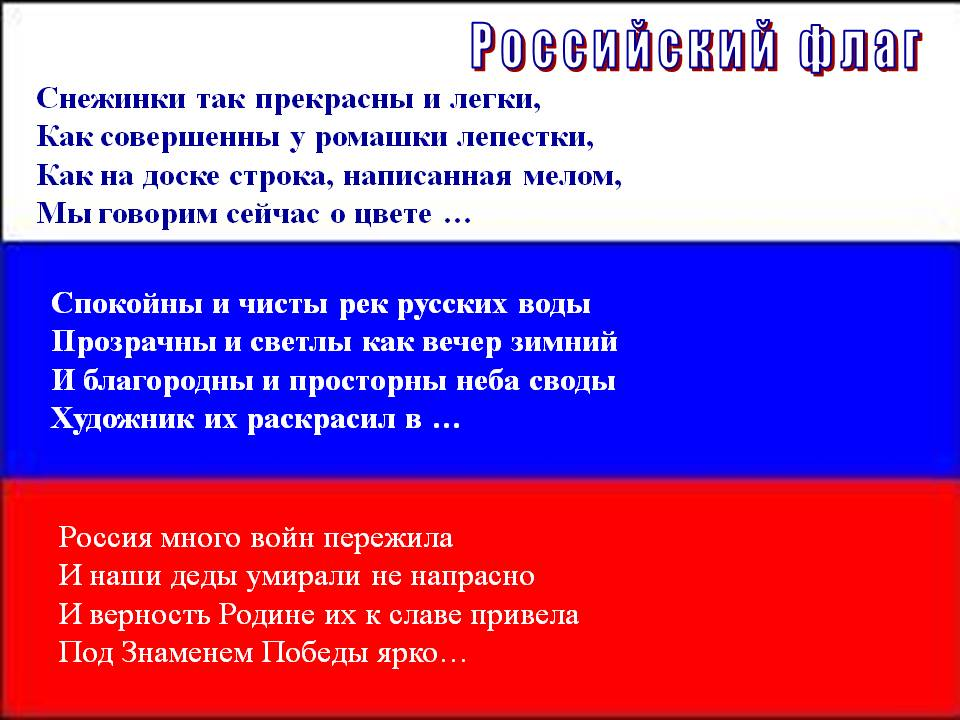 Российский флаг
Снежинки так прекрасны и легки,
Как совершенны у ромашки лепестки,
Как на доске строка, написанная мелом,
Мы говорим сейчас о цвете …
Спокойны и чисты рек русских воды
Прозрачны и светлы как вечер зимний
И благородны и просторны неба своды
Художник их раскрасил в …
Россия много войн пережила
И наши деды умирали не напрасно
И верность Родине их к славе привела
Под Знаменем Победы ярко…